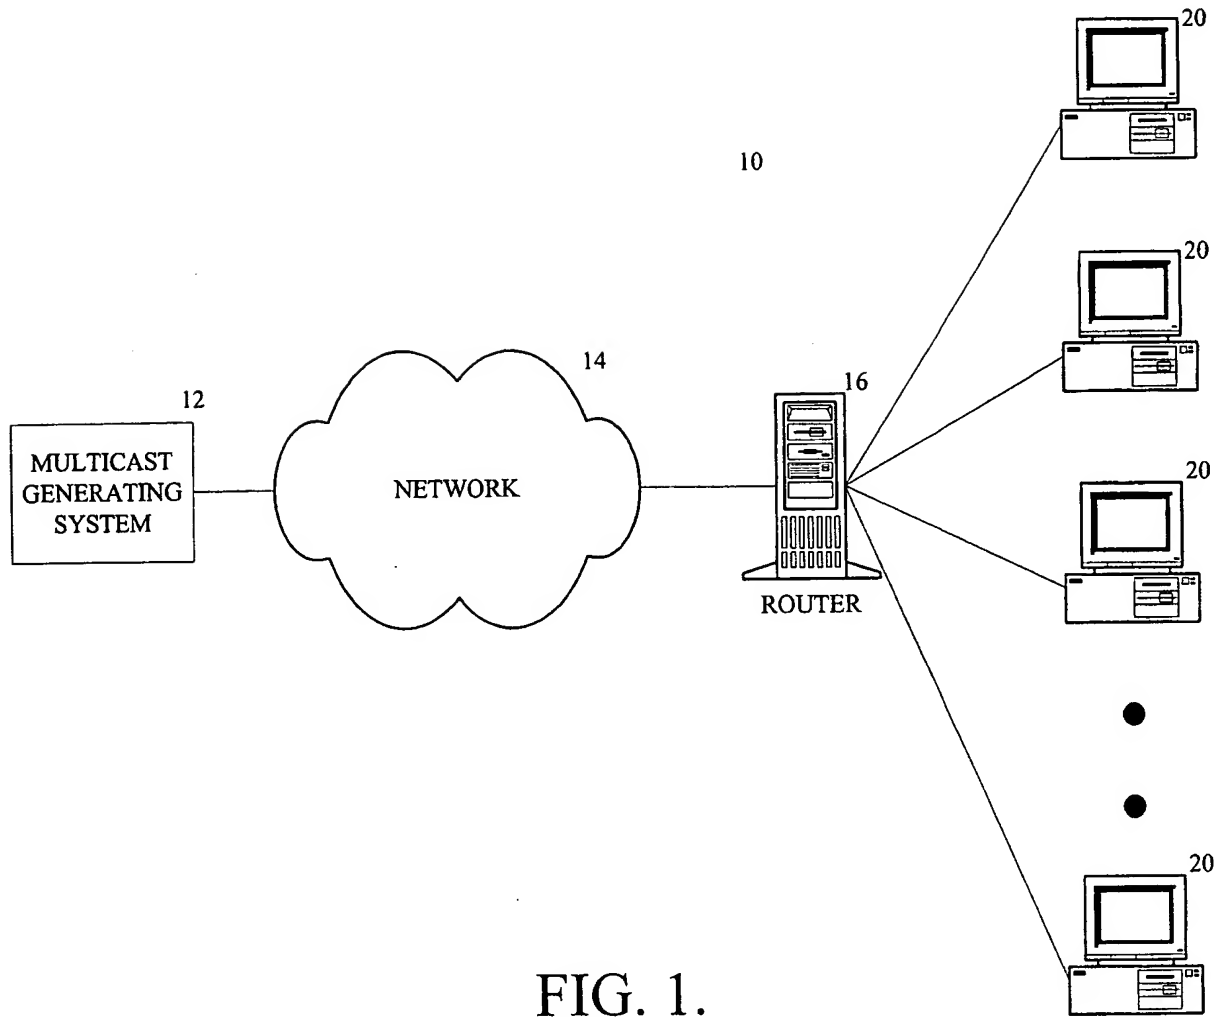 20
10
20
14
16
12
MULTICAST
GENERATING
SYSTEM
NETWORK
20
ROUTER
20
FIG. 1.